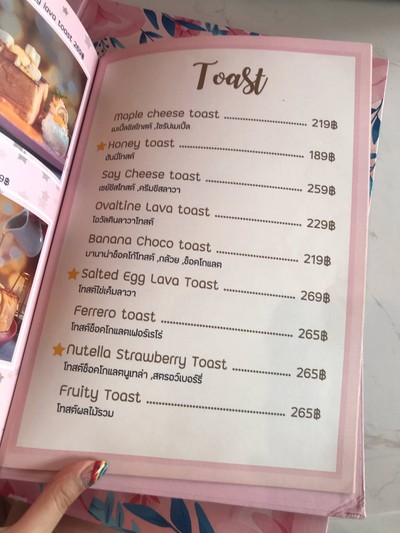 lava toast 269฿
9฿
Toast
Maple cheese toast ........................ 219฿
เมเปิ้ลชีสโทสต์ ,ไซรัปเมเปิ้ล
Honey toast ........................ 189฿
ฮันนี่โทสต์
Say Cheese toast ........................ 259฿
เซย์ชีสโทสต์ ,ครีมชีสลาวา
Ovaltine Lava toast ........................ 229฿
โอวัลตินลาวาโทสต์
Banana Choco toast ........................ 219฿
บานาน่าช็อคโก้โทสต์ ,กล้วย ,ช็อคโกแลต
Salted Egg Lava Toast ........................ 269฿
โทสต์ไข่เค็มลาวา
Ferrero toast ........................ 265฿
โทสต์ช็อคโกแลตเฟอร์เรโร่
Nutella Strawberry Toast ............ 265฿
โทสต์ช็อคโกแลตนูเทล่า ,สตรอว์เบอร์รี่
Fruity Toast ........................ 265฿
โทสต์ผลไม้รวม